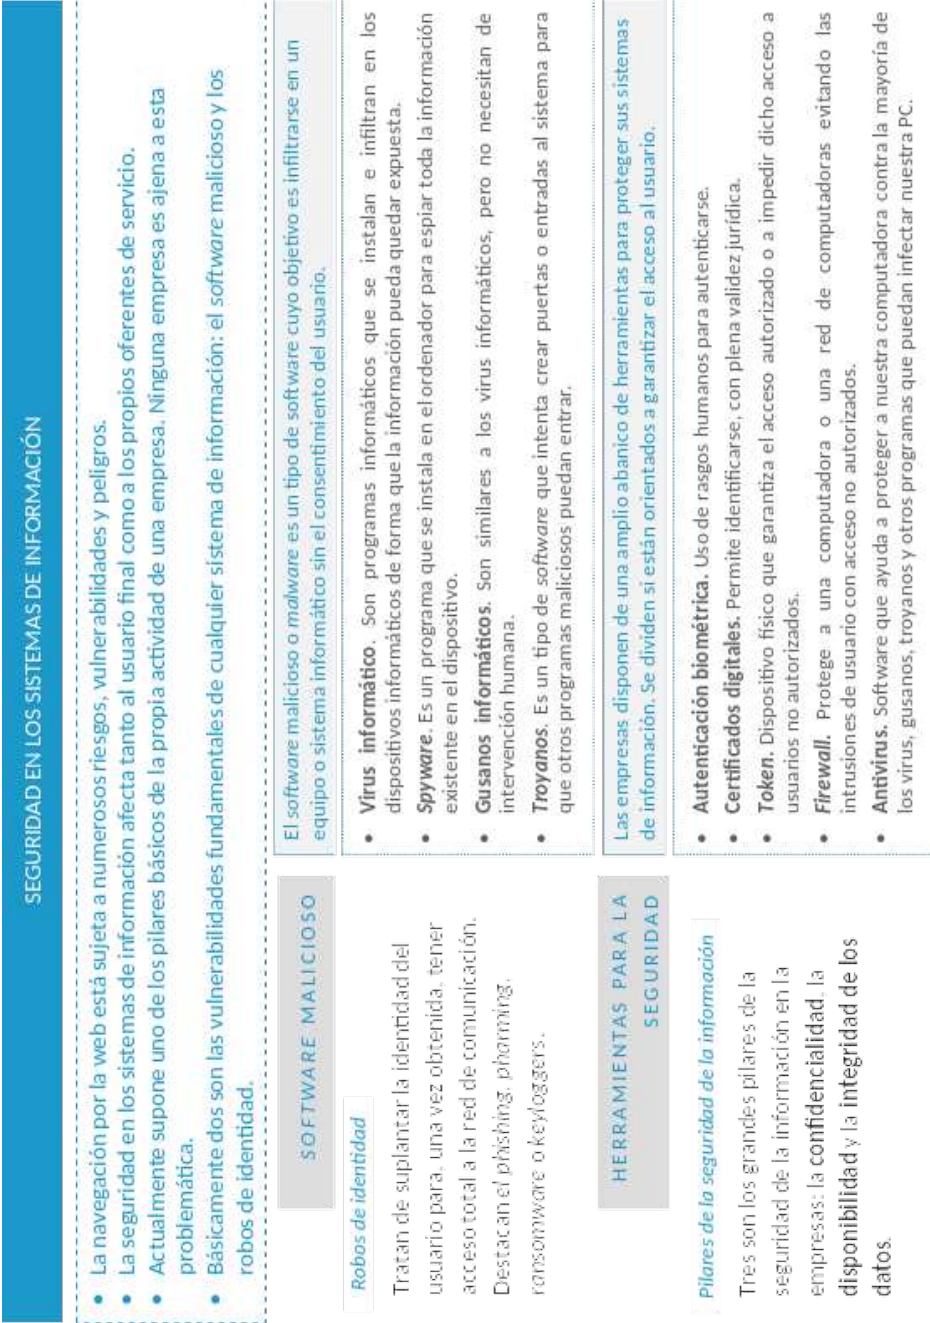 SEGURIDAD EN LOS SISTEMAS DE INFORMACIÓN
• La navegación por la web está sujeta a numerosos riesgos, vulnerabilidades y peligros.
• La seguridad en los sistemas de información afecta tanto al usuario final como a los propios oferentes de servicio.
• Actualmente supone uno de los pilares básicos de la propia actividad de una empresa. Ninguna empresa es ajena a esta
problemática.
• Básicamente dos son las vulnerabilidades fundamentales de cualquier sistema de información: el software malicioso y los
robos de identidad.
SOFTWARE MALICIOSO
El software malicioso o malware es un tipo de software cuyo objetivo es infiltrarse en un
equipo o sistema informático sin el consentimiento del usuario.
• Virus informático. Son programas informáticos que se instalan e infiltran en los
dispositivos informáticos de forma que la información pueda quedar expuesta.
• Spyware. Es un programa que se instala en el ordenador para espiar toda la información
existente en el dispositivo.
• Gusanos informáticos. Son similares a los virus informáticos, pero no necesitan de
intervención humana.
• Troyanos. Es un tipo de software que intenta crear puertas o entradas al sistema para
que otros programas maliciosos puedan entrar.
Robos de identidad
Tratan de suplantar la identidad del
usuario para, una vez obtenida, tener
acceso total a la red de comunicación.
Destacan el phishing, pharming,
ransomware o keyloggers.
HERRAMIENTAS PARA LA
SEGURIDAD
Las empresas disponen de una amplio abanico de herramientas para proteger sus sistemas
de información. Se dividen si están orientados a garantizar el acceso al usuario.
• Autenticación biométrica. Uso de rasgos humanos para autenticarse.
• Certificados digitales. Permite identificarse, con plena validez jurídica.
• Token. Dispositivo físico que garantiza el acceso autorizado o a impedir dicho acceso a
usuarios no autorizados.
• Firewall. Protege a una computadora o una red de computadoras evitando las
intrusiones de usuario con acceso no autorizados.
• Antivirus. Software que ayuda a proteger a nuestra computadora contra la mayoría de
los virus, gusanos, troyanos y otros programas que puedan infectar nuestra PC.
Pilares de la seguridad de la información
Tres son los grandes pilares de la
seguridad de la información en la
empresas: la confidencialidad, la
disponibilidad y la integridad de los
datos.